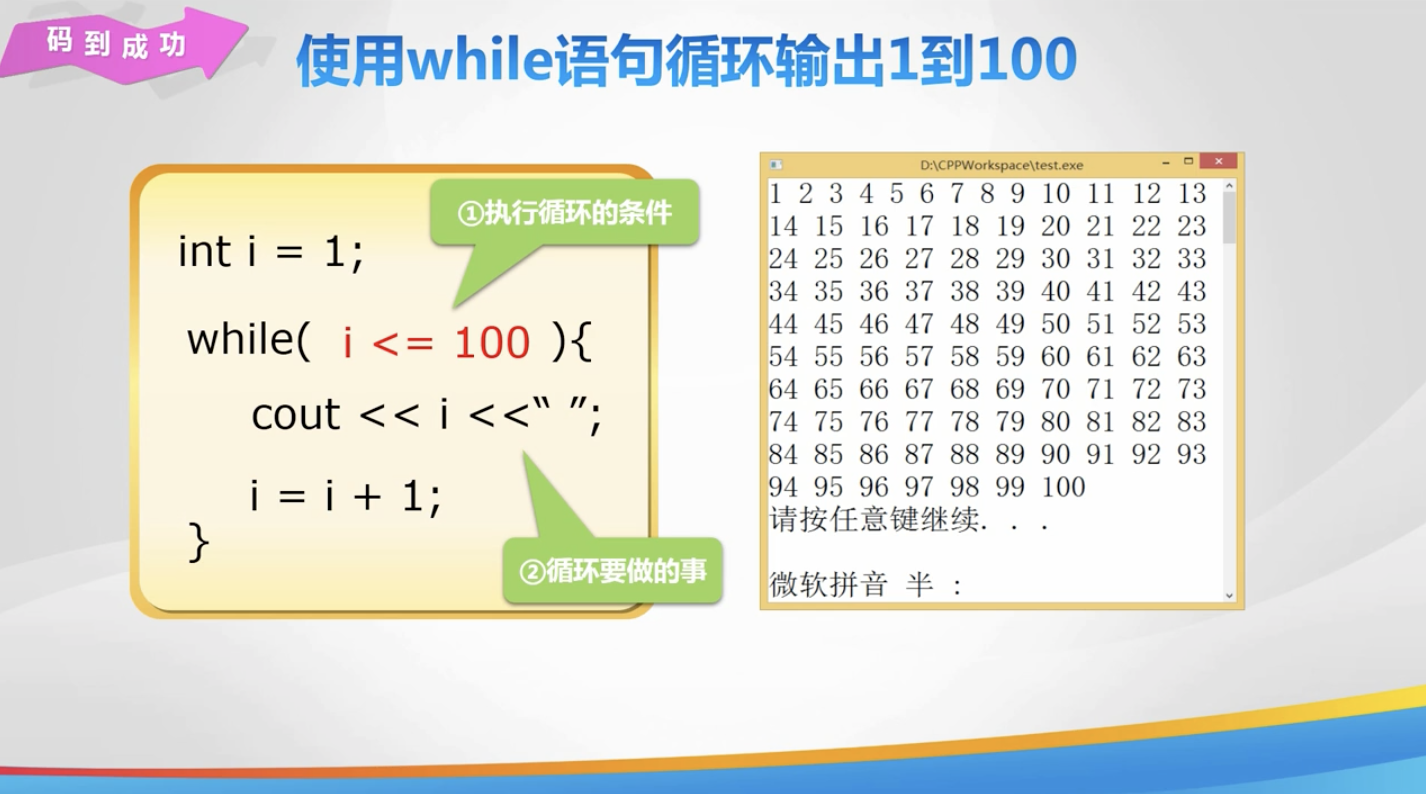 码到成功
使用while语句循环输出1到100
①执行循环的条件
int i = 1;
while( i <= 100 ){
cout << i <<“ ”;
i = i + 1;
}
②循环要做的事
D:\CPPWorkspace\test.exe
1 2 3 4 5 6 7 8 9 10 11 12 13
14 15 16 17 18 19 20 21 22 23
24 25 26 27 28 29 30 31 32 33
34 35 36 37 38 39 40 41 42 43
44 45 46 47 48 49 50 51 52 53
54 55 56 57 58 59 60 61 62 63
64 65 66 67 68 69 70 71 72 73
74 75 76 77 78 79 80 81 82 83
84 85 86 87 88 89 90 91 92 93
94 95 96 97 98 99 100
请按任意键继续. . .
微软拼音 半 :